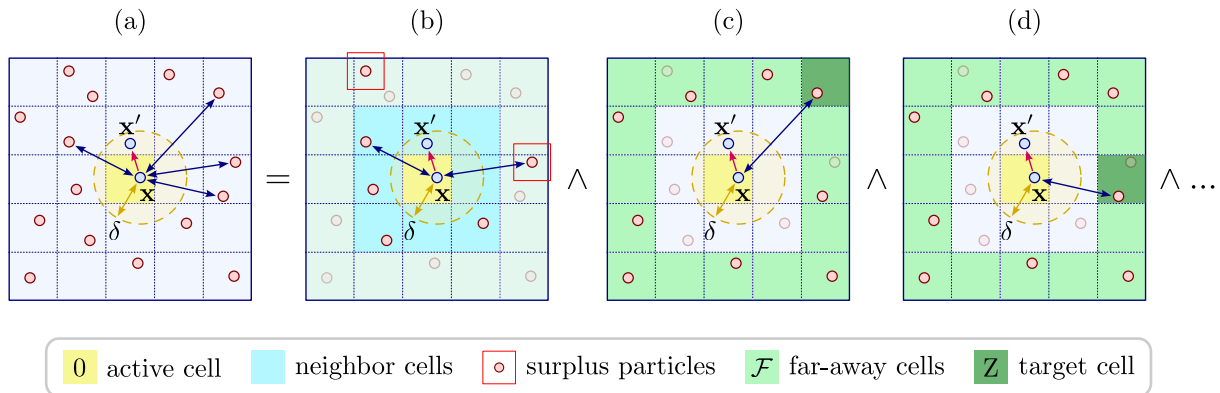 (a) (b) (c) (d)
x′ x′ x′ x′
x = x ∧ x ∧ x ∧ ...
δ δ δ δ
0 active cell neighbor cells surplus particles ℱ far-away cells Z target cell